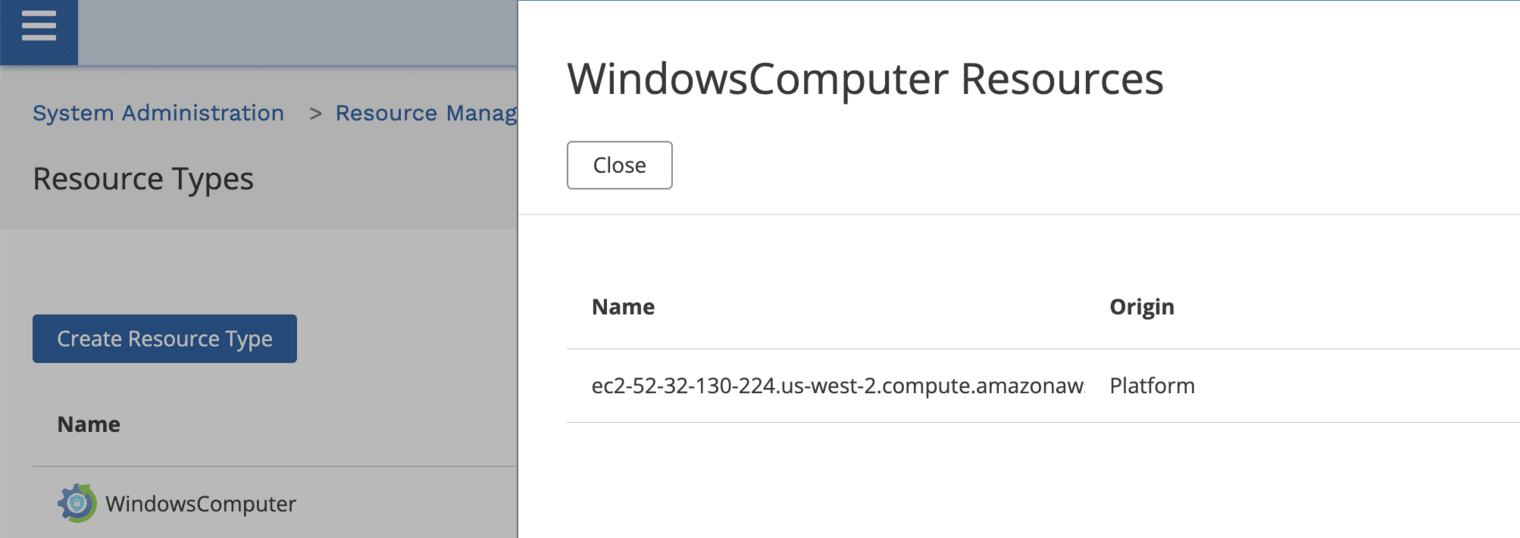 System Administration > Resource Manag
Resource Types
Create Resource Type
Name
WindowsComputer
WindowsComputer Resources
Close
Name Origin
ec2-52-32-130-224.us-west-2.compute.amazonaw Platform